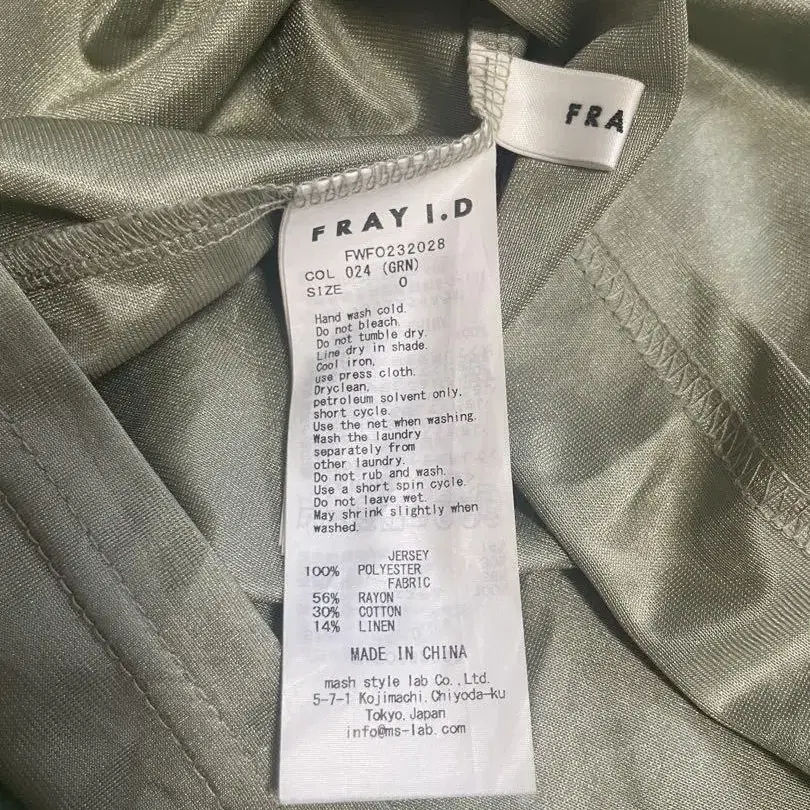 FRA
FRAY I.D
FWFO232028
COL 024 (GRN)
SIZE 0
Hand wash cold.
Do not bleach.
Do not tumble dry.
Line dry in shade.
Cool iron,
use press cloth.
Dryclean,
petroleum solvent only,
short cycle.
Use the net when washing.
Wash the laundry
separately from
other laundry.
Do not rub and wash.
Use a short spin cycle.
Do not leave wet.
May shrink slightly when
washed.
JERSEY
100% POLYESTER
FABRIC
56% RAYON
30% COTTON
14% LINEN
MADE IN CHINA
mash style lab Co.,Ltd.
5-7-1 Kojimachi, Chiyoda-ku
Tokyo, Japan
info@ms-lab.com